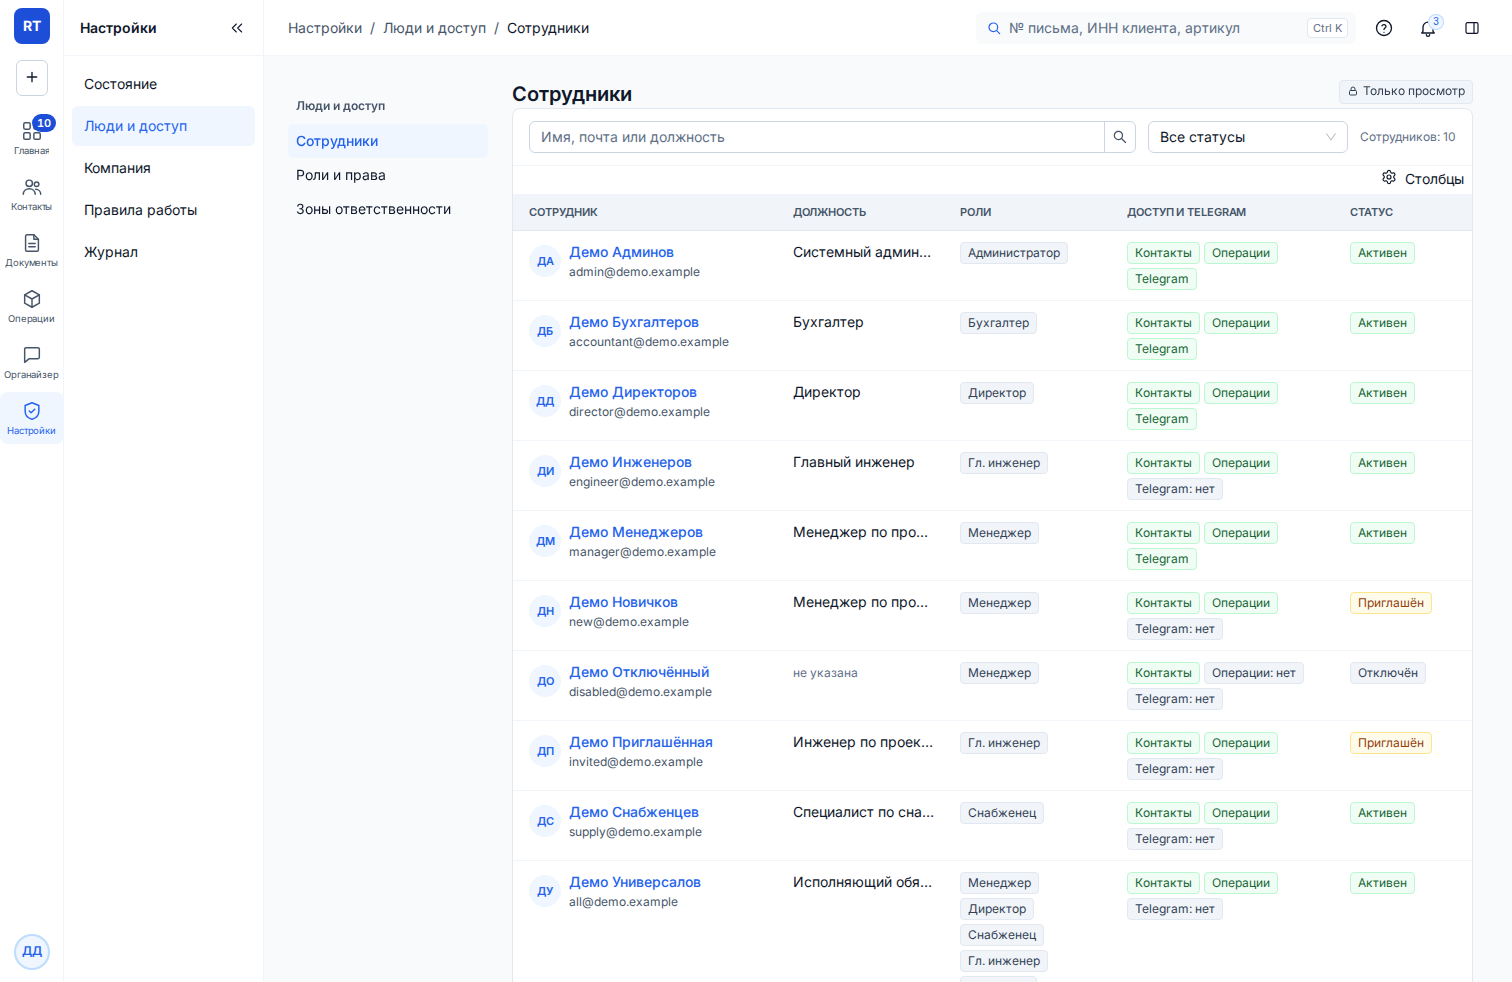 RT
Настройки
Настройки / Люди и доступ / Сотрудники
№ письма, ИНН клиента, артикул
Ctrl K
3
10
Главная
Контакты
Документы
Операции
Органайзер
Настройки
ДД
Состояние
Люди и доступ
Компания
Правила работы
Журнал
Люди и доступ
Сотрудники
Роли и права
Зоны ответственности
Сотрудники
Только просмотр
Имя, почта или должность
Все статусы
Сотрудников: 10
Столбцы
СОТРУДНИК ДОЛЖНОСТЬ РОЛИ ДОСТУП И TELEGRAM СТАТУС
ДА Демо Админов Системный админ... Администратор Контакты Операции Активен
admin@demo.example Telegram
ДБ Демо Бухгалтеров Бухгалтер Бухгалтер Контакты Операции Активен
accountant@demo.example Telegram
ДД Демо Директоров Директор Директор Контакты Операции Активен
director@demo.example Telegram
ДИ Демо Инженеров Главный инженер Гл. инженер Контакты Операции Активен
engineer@demo.example Telegram: нет
ДМ Демо Менеджеров Менеджер по про... Менеджер Контакты Операции Активен
manager@demo.example Telegram
ДН Демо Новичков Менеджер по про... Менеджер Контакты Операции Приглашён
new@demo.example Telegram: нет
ДО Демо Отключённый не указана Менеджер Контакты Операции: нет Отключён
disabled@demo.example Telegram: нет
ДП Демо Приглашённая Инженер по проек... Гл. инженер Контакты Операции Приглашён
invited@demo.example Telegram: нет
ДС Демо Снабженцев Специалист по сна... Снабженец Контакты Операции Активен
supply@demo.example Telegram: нет
ДУ Демо Универсалов Исполняющий обя... Менеджер Контакты Операции Активен
all@demo.example Директор Telegram: нет
Снабженец
Гл. инженер